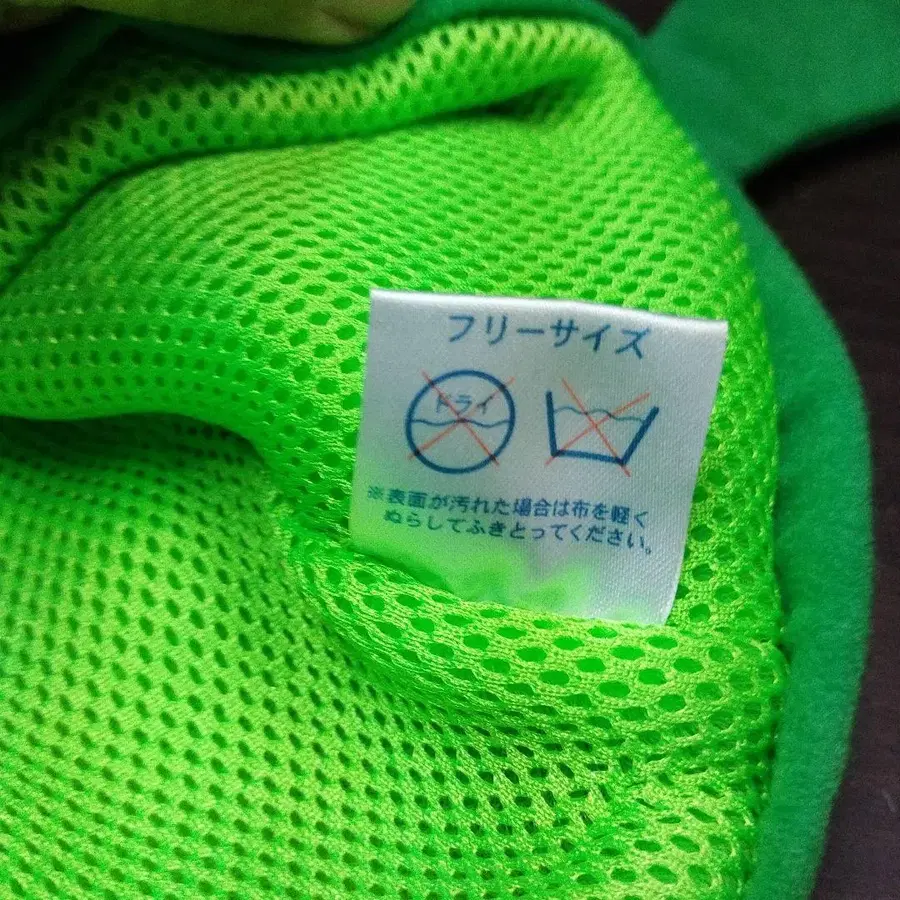 フリーサイズ
ドライ
※表面が汚れた場合は布を軽く
ぬらしてふきとってください。